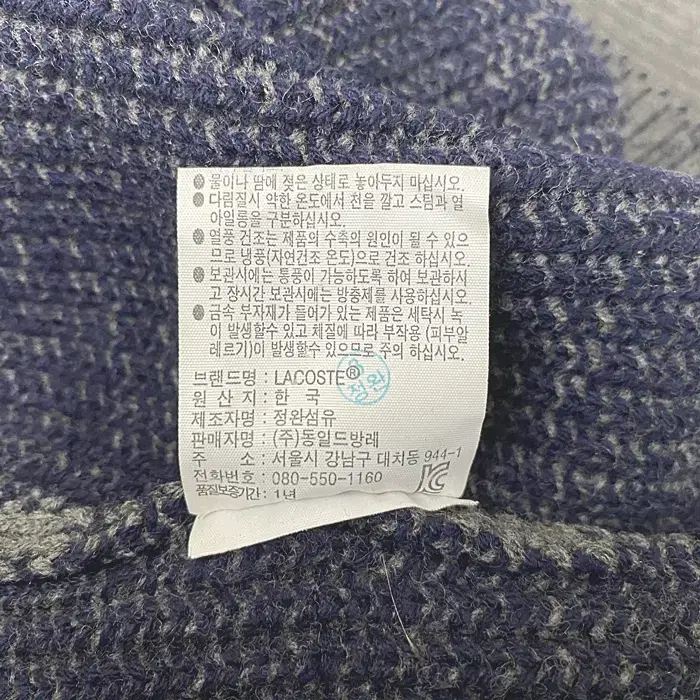 물이나 땀에 젖은 상태로 놓아두지 마십시오.
다림질시 약한 온도에서 천을 깔고 스팀과 열
아일롱을 구분하십시오.
열풍 건조는 제품의 수축의 원인이 될 수 있으
므로 냉풍(자연건조 온도)으로 건조 하십시오.
보관시에는 통풍이 가능하도록 하여 보관하시
고 장시간 보관시에는 방충제를 사용하십시오.
금속 부자재가 들어가 있는 제품은 세탁시 녹
이 발생할수 있고 체질에 따라 부작용 (피부알
레르기)이 발생할수 있으므로 주의 하십시오.
브랜드명 : LACOSTE®
원 산 지 : 한 국
제조자명 : 정완섬유
판매자명 : (주)동일드방레
주 소 : 서울시 강남구 대치동 944-1
전화번호 : 080-550-1160
품질보증기간 : 1년